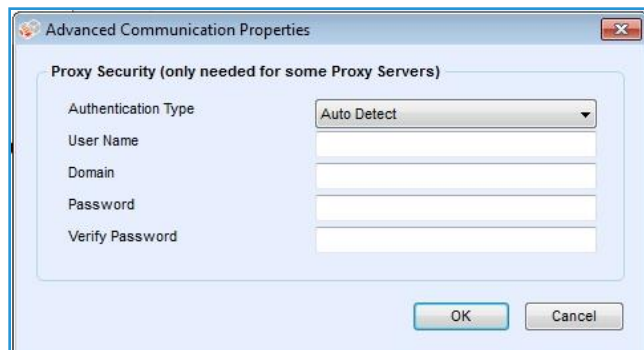 Advanced Communication Properties
Proxy Security (only needed for some Proxy Servers)
Authentication Type
Auto Detect
User Name
Domain
Password
Verify Password
OK
Cancel